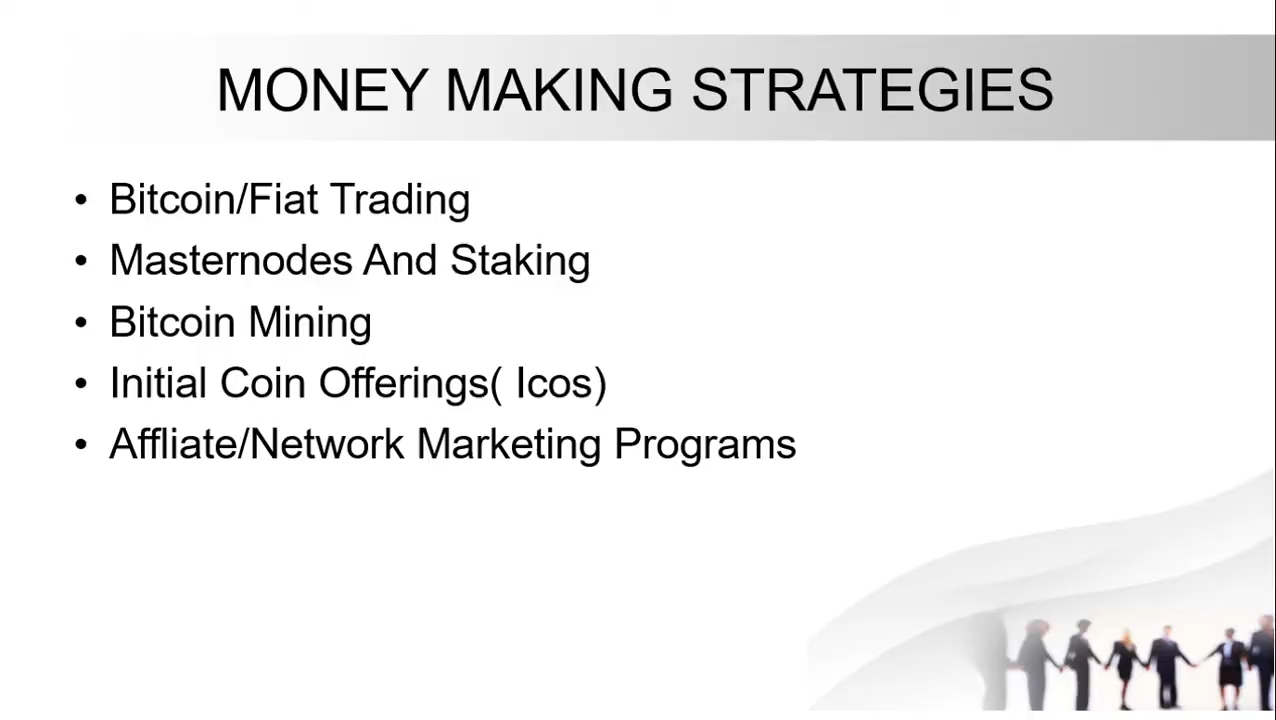 MONEY MAKING STRATEGIES
• Bitcoin/Fiat Trading
• Masternodes And Staking
• Bitcoin Mining
• Initial Coin Offerings( Icos)
• Affliate/Network Marketing Programs